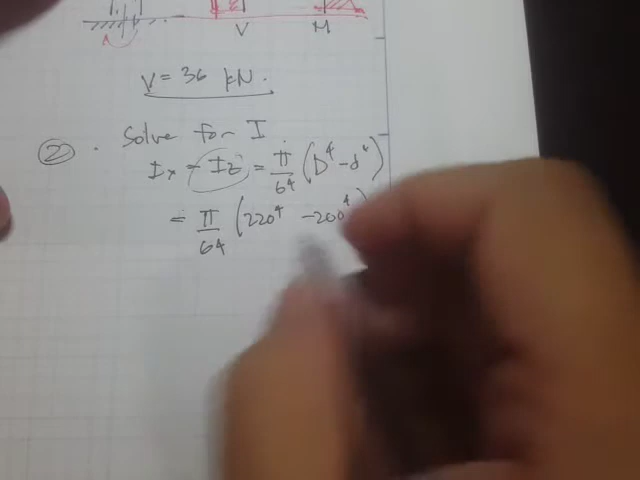 A V M
V = 36 kN.
② . Solve for I
Ix = Iz = π/64 (D⁴ - d⁴)
= π/64 (220⁴ - 200⁴)